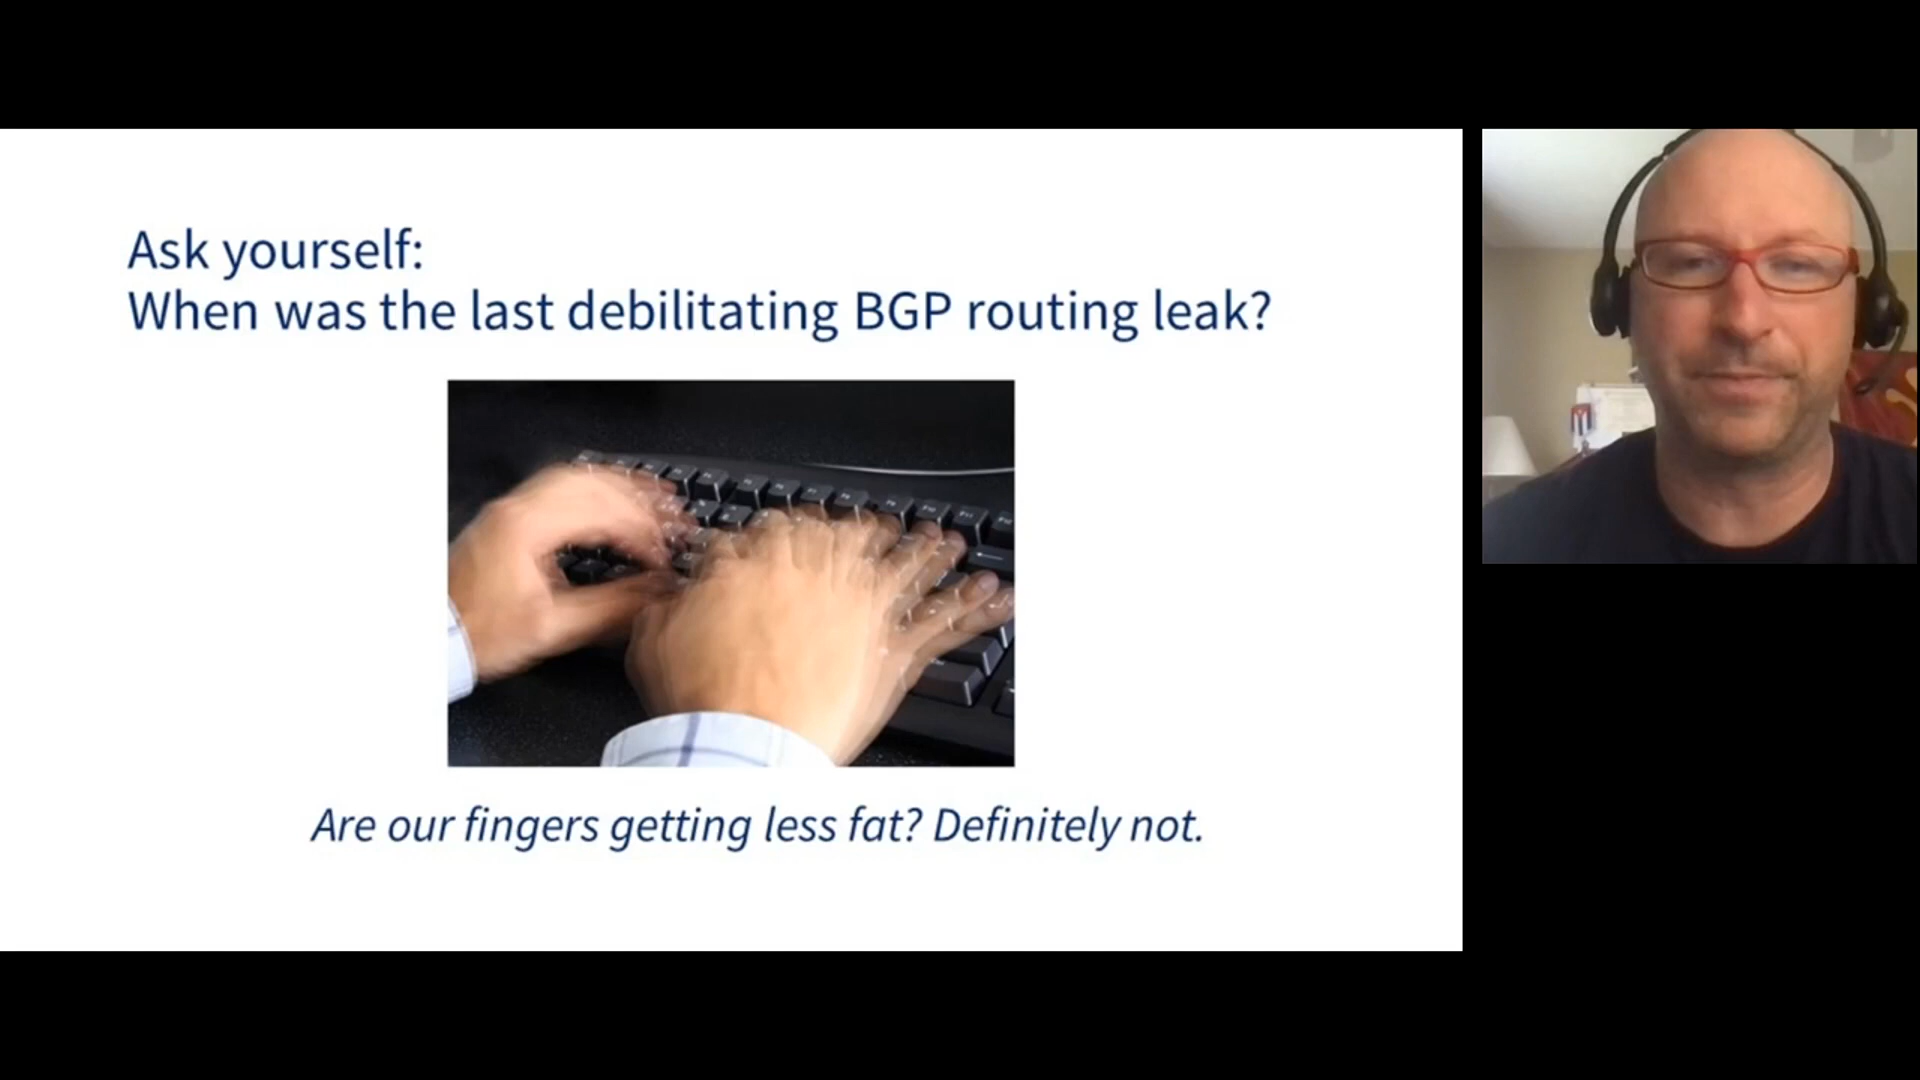 Ask yourself:
When was the last debilitating BGP routing leak?
Are our fingers getting less fat? Definitely not.